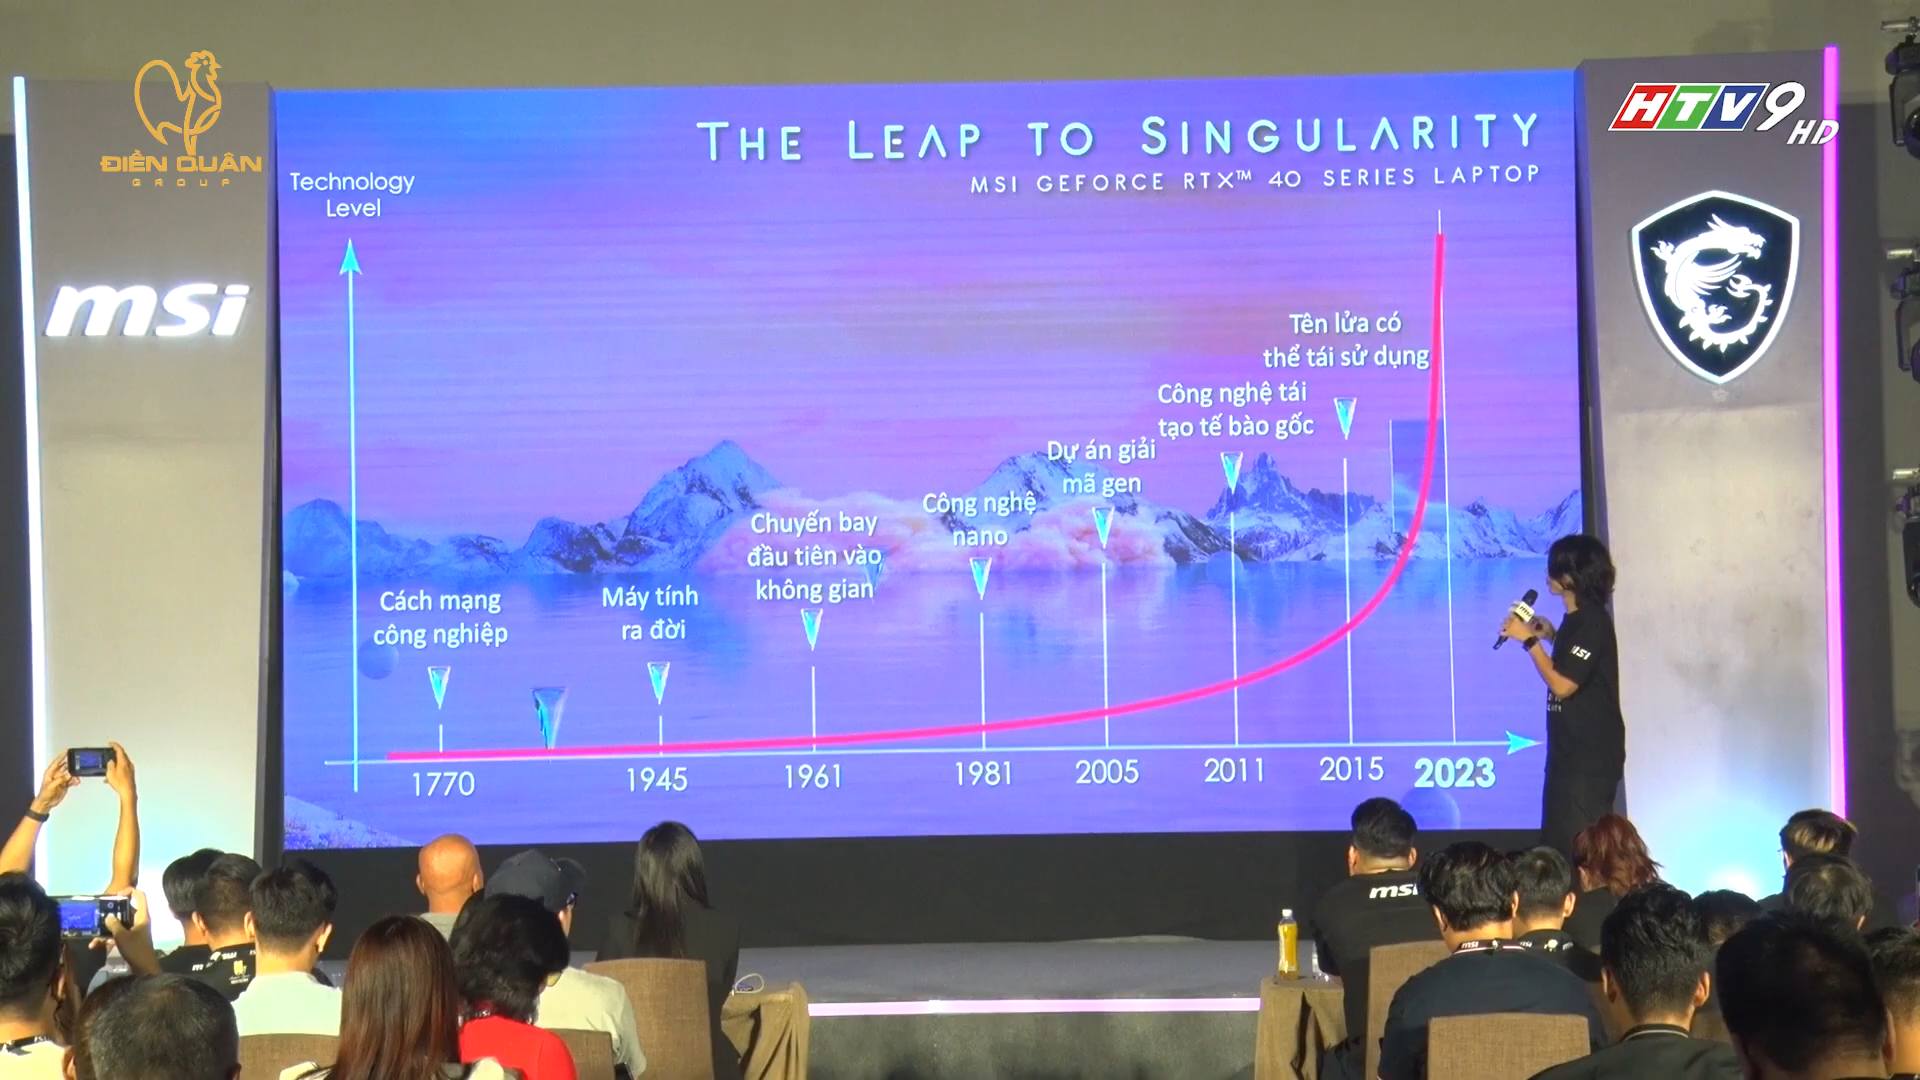 ĐIỀN QUÂN
GROUP
HTV9
HD
THE LEAP TO SINGULARITY
MSI GEFORCE RTX™ 40 SERIES LAPTOP
Technology
Level
msi
Tên lửa có
thể tái sử dụng
Công nghệ tái
tạo tế bào gốc
Dự án giải
mã gen
Công nghệ
nano
Chuyến bay
đầu tiên vào
không gian
Máy tính
ra đời
Cách mạng
công nghiệp
1770
1945
1961
1981
2005
2011
2015
2023
msi
msi
msi